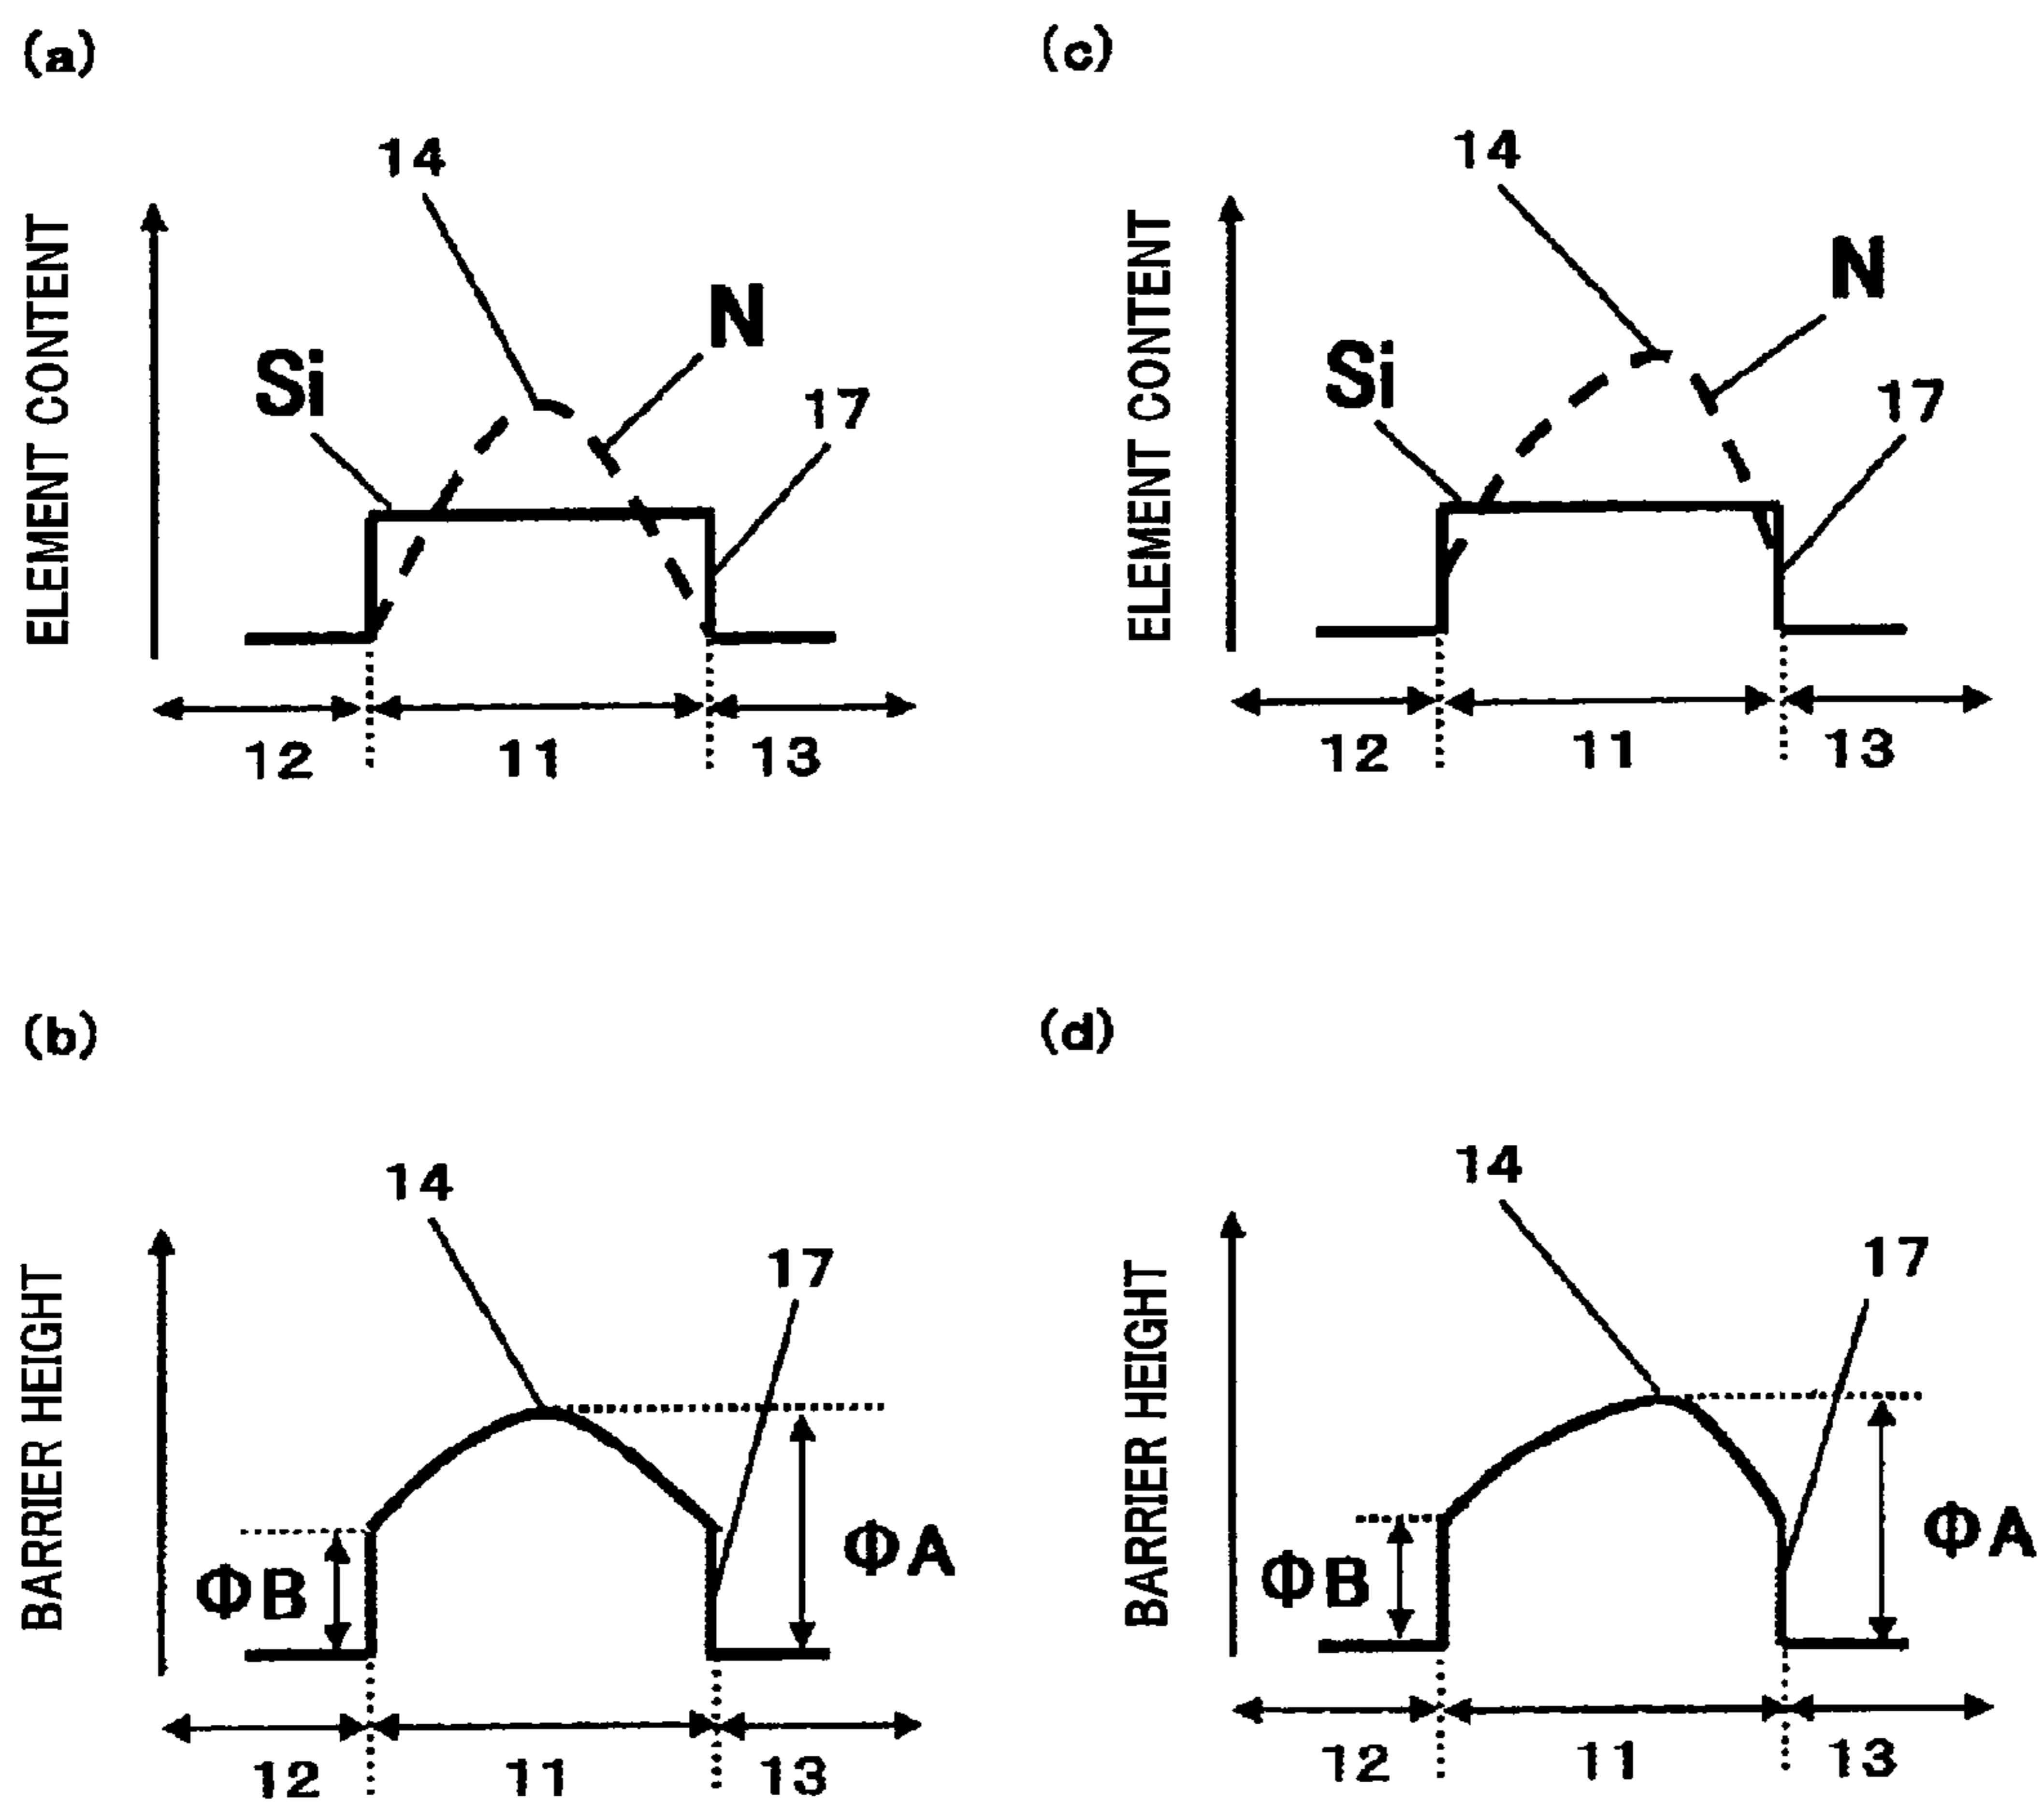 (a)
14
N
Si
17
ELEMENT CONTENT
12
11
13
(c)
14
N
Si
17
ELEMENT CONTENT
12
11
13
(b)
14
17
BARRIER HEIGHT
ΦB
ΦA
12
11
13
(d)
14
17
BARRIER HEIGHT
ΦB
ΦA
12
11
13